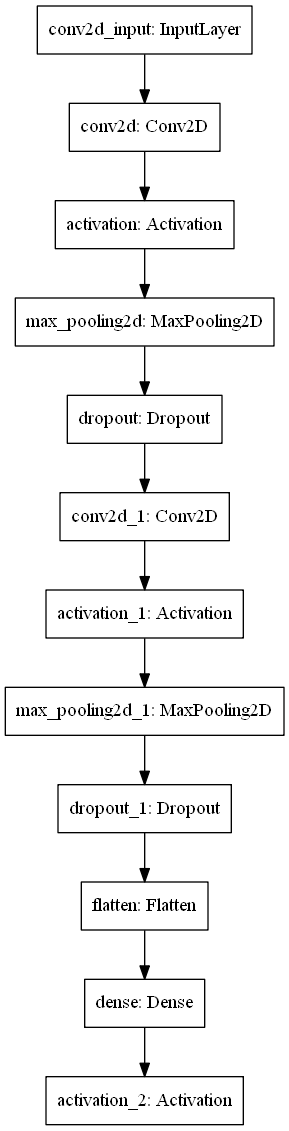 conv2d_input: InputLayer
conv2d: Conv2D
activation: Activation
max_pooling2d: MaxPooling2D
dropout: Dropout
conv2d_1: Conv2D
activation_1: Activation
max_pooling2d_1: MaxPooling2D
dropout_1: Dropout
flatten: Flatten
dense: Dense
activation_2: Activation